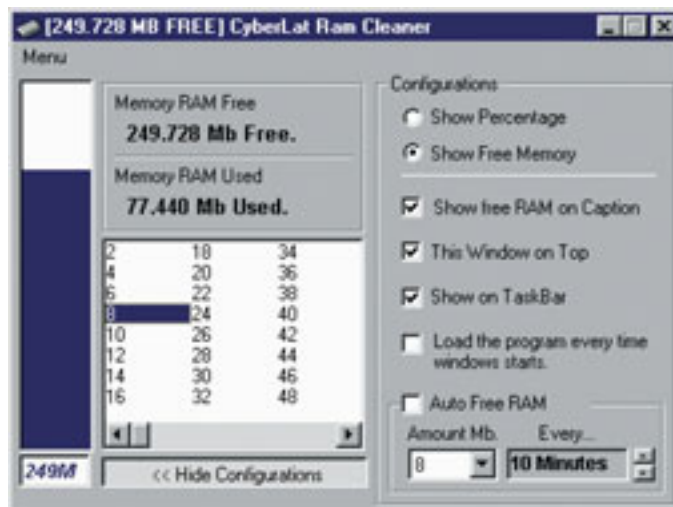 [249.728 MB FREE] CyberLat Ram Cleaner
Menu
Memory RAM Free
249.728 Mb Free.
Memory RAM Used
77.440 Mb Used.
2 18 34
4 20 36
6 22 38
8 24 40
10 26 42
12 28 44
14 30 46
16 32 48
249M
<< Hide Configurations
Configurations
Show Percentage
Show Free Memory
Show free RAM on Caption
This Window on Top
Show on TaskBar
Load the program every time
windows starts.
Auto Free RAM
Amount Mb. Every...
8 10 Minutes